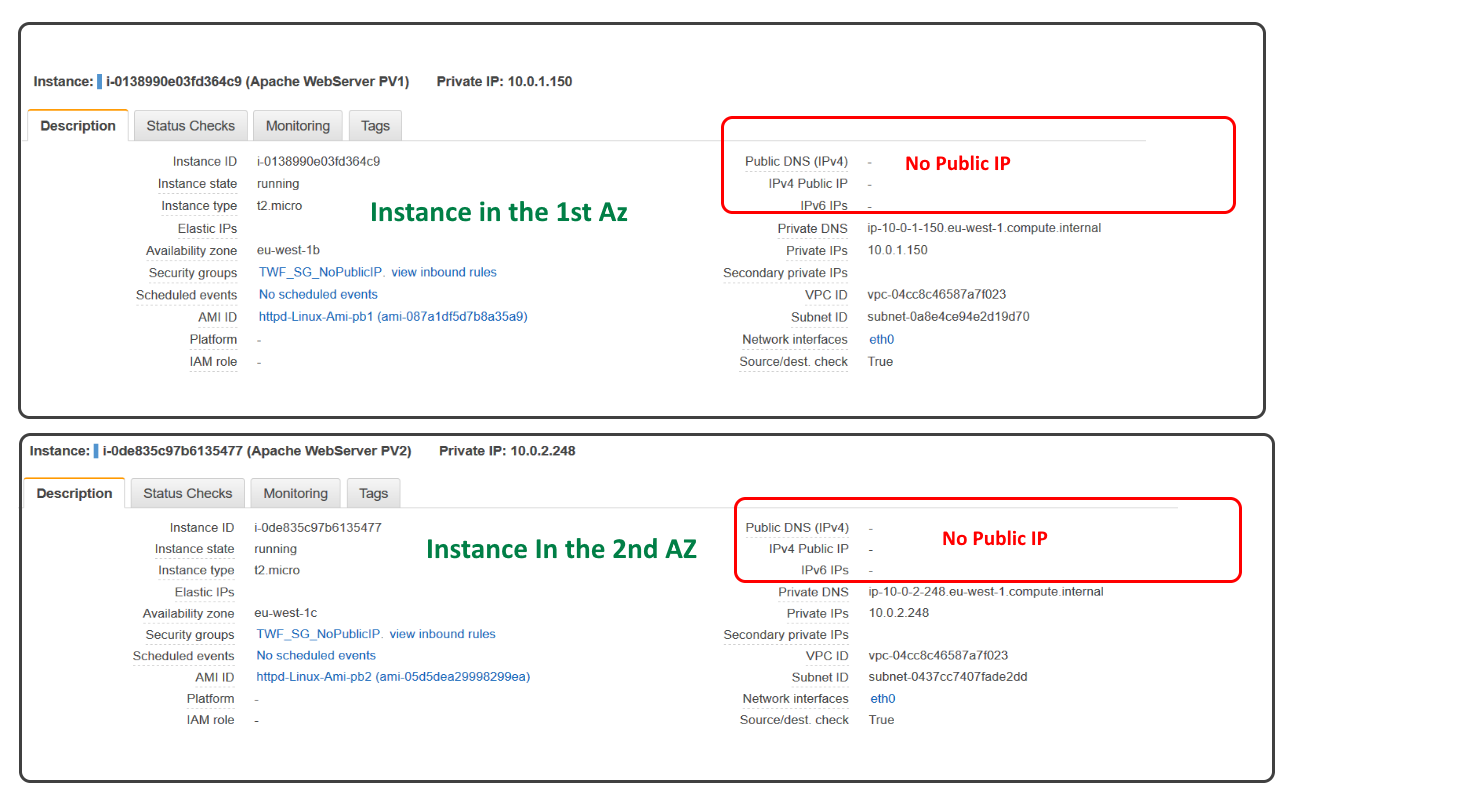 Instance: i-0138990e03fd364c9 (Apache WebServer PV1) Private IP: 10.0.1.150
Description Status Checks Monitoring Tags
Instance ID i-0138990e03fd364c9 Public DNS (IPv4) - No Public IP
Instance state running IPv4 Public IP -
Instance type t2.micro Instance in the 1st Az IPv6 IPs -
Elastic IPs Private DNS ip-10-0-1-150.eu-west-1.compute.internal
Availability zone eu-west-1b Private IPs 10.0.1.150
Security groups TWF_SG_NoPublicIP. view inbound rules Secondary private IPs
Scheduled events No scheduled events VPC ID vpc-04cc8c46587a7f023
AMI ID httpd-Linux-Ami-pb1 (ami-087a1df5d7b8a35a9) Subnet ID subnet-0a8e4ce94e2d19d70
Platform - Network interfaces eth0
IAM role - Source/dest. check True
Instance: i-0de835c97b6135477 (Apache WebServer PV2) Private IP: 10.0.2.248
Description Status Checks Monitoring Tags
Instance ID i-0de835c97b6135477 Public DNS (IPv4) - No Public IP
Instance state running Instance In the 2nd AZ IPv4 Public IP -
Instance type t2.micro IPv6 IPs -
Elastic IPs Private DNS ip-10-0-2-248.eu-west-1.compute.internal
Availability zone eu-west-1c Private IPs 10.0.2.248
Security groups TWF_SG_NoPublicIP. view inbound rules Secondary private IPs
Scheduled events No scheduled events VPC ID vpc-04cc8c46587a7f023
AMI ID httpd-Linux-Ami-pb2 (ami-05d5dea29998299ea) Subnet ID subnet-0437cc7407fade2dd
Platform - Network interfaces eth0
IAM role - Source/dest. check True